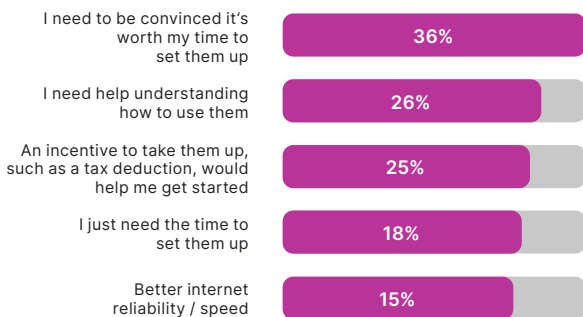 I need to be convinced it's
worth my time to
set them up
36%
I need help understanding
how to use them
26%
An incentive to take them up,
such as a tax deduction, would
help me get started
25%
I just need the time to
set them up
18%
Better internet
reliability / speed
15%